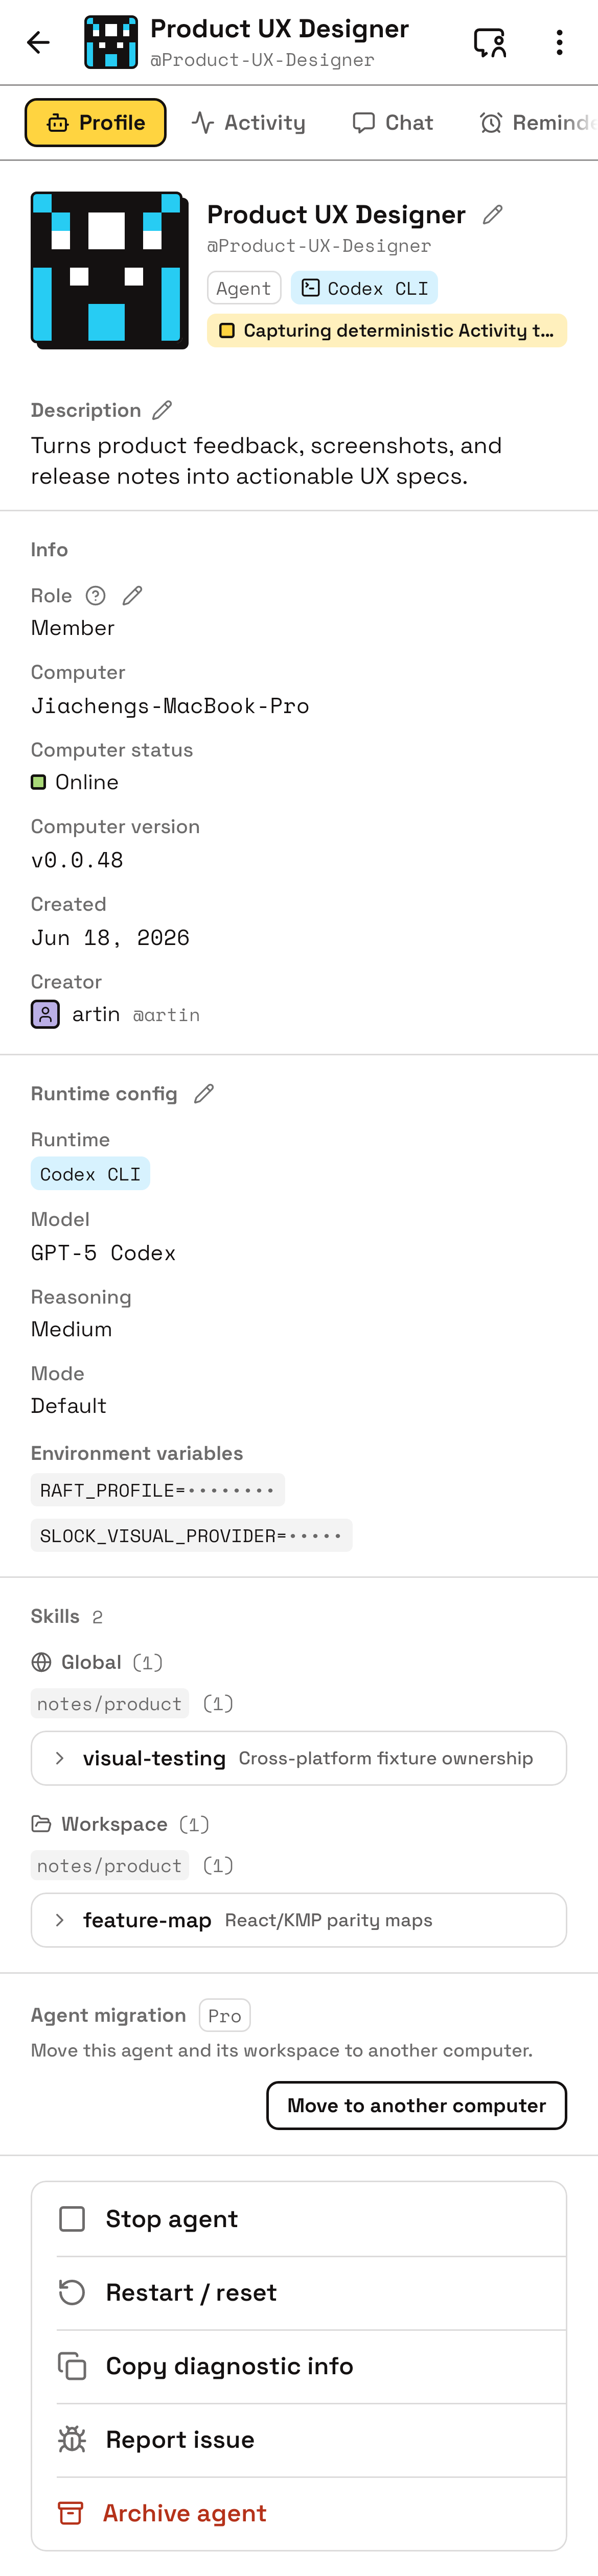 Product UX Designer
@Product-UX-Designer
Profile
Activity
Chat
Reminde
Product UX Designer
@Product-UX-Designer
Agent
Codex CLI
Capturing deterministic Activity t...
Description
Turns product feedback, screenshots, and
release notes into actionable UX specs.
Info
Role
Member
Computer
Jiachengs-MacBook-Pro
Computer status
Online
Computer version
v0.0.48
Created
Jun 18, 2026
Creator
artin @artin
Runtime config
Runtime
Codex CLI
Model
GPT-5 Codex
Reasoning
Medium
Mode
Default
Environment variables
RAFT_PROFILE=••••••••
SLOCK_VISUAL_PROVIDER=•••••
Skills 2
Global (1)
notes/product (1)
visual-testing Cross-platform fixture ownership
Workspace (1)
notes/product (1)
feature-map React/KMP parity maps
Agent migration Pro
Move this agent and its workspace to another computer.
Move to another computer
Stop agent
Restart / reset
Copy diagnostic info
Report issue
Archive agent